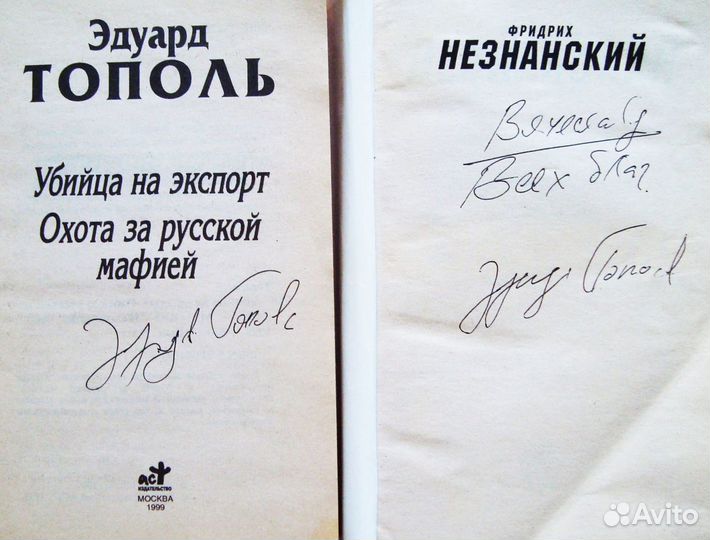 Эдуард
ТОПОЛЬ
Убийца на экспорт
Охота за русской
мафией
Эдуард Тополь
аст
ИЗДАТЕЛЬСТВО
МОСКВА
1999
ФРИДРИХ
НЕЗНАНСКИЙ
Вячеславу
Всех благ
Эдуард Тополь
Avito